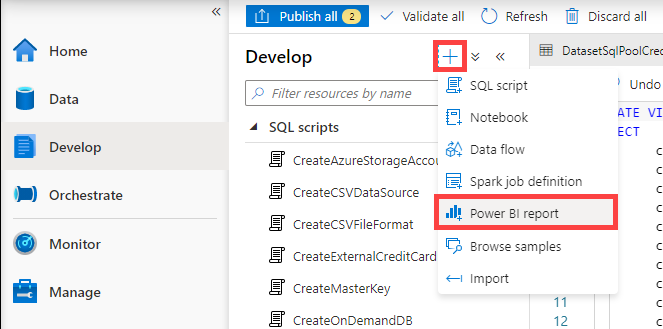 Publish all 2
Validate all
Refresh
Discard all
Home
Data
Develop
Orchestrate
Monitor
Manage
Develop
Filter resources by name
SQL scripts
CreateAzureStorageAccou
CreateCSVDataSource
CreateCSVFileFormat
CreateExternalCreditCard
CreateMasterKey
CreateOnDemandDB
SQL script
Notebook
Data flow
Spark job definition
Power BI report
Browse samples
Import
DatasetSqlPoolCred
Undo
ATE VI
ECT
c
c
c
c
c
c
c
11 c
12 c